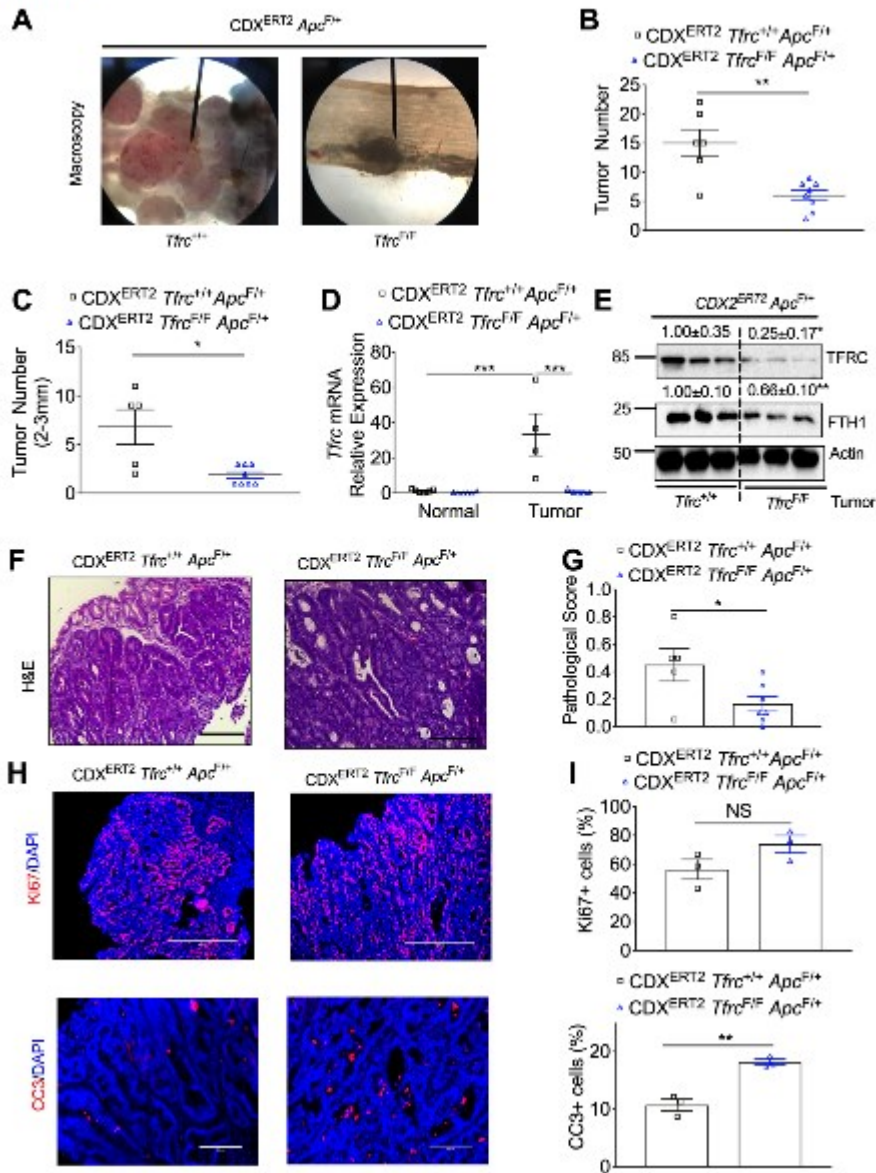 A
CDX^ERT2 Apc^F/+
Macroscopy
Tfrc^+/+
Tfrc^F/F
B
CDX^ERT2 Tfrc^+/+ Apc^F/+
CDX^ERT2 Tfrc^F/F Apc^F/+
**
Tumor Number
25
20
15
10
5
0
C
CDX^ERT2 Tfrc^+/+ Apc^F/+
CDX^ERT2 Tfrc^F/F Apc^F/+
*
Tumor Number
(2-3mm)
15
10
5
0
D
CDX^ERT2 Tfrc^+/+ Apc^F/+
CDX^ERT2 Tfrc^F/F Apc^F/+
*** ***
Tfrc mRNA
Relative Expression
80
60
40
20
0
Normal Tumor
E
CDX2^ERT2 Apc^F/+
1.00±0.35 0.25±0.17*
85 TFRC
1.00±0.10 0.66±0.10**
25 FTH1
50 Actin
Tfrc^+/+ Tfrc^F/F Tumor
F
CDX^ERT2 Tfrc^+/+ Apc^F/+
CDX^ERT2 Tfrc^F/F Apc^F/+
H&E
G
CDX^ERT2 Tfrc^+/+ Apc^F/+
CDX^ERT2 Tfrc^F/F Apc^F/+
*
Pathological Score
1.0
0.8
0.6
0.4
0.2
0.0
H
CDX^ERT2 Tfrc^+/+ Apc^F/+
CDX^ERT2 Tfrc^F/F Apc^F/+
Ki67/DAPI
CC3/DAPI
I
CDX^ERT2 Tfrc^+/+ Apc^F/+
CDX^ERT2 Tfrc^F/F Apc^F/+
NS
Ki67+ cells (%)
100
80
60
40
20
0
CDX^ERT2 Tfrc^+/+ Apc^F/+
CDX^ERT2 Tfrc^F/F Apc^F/+
**
CC3+ cells (%)
20
10
0